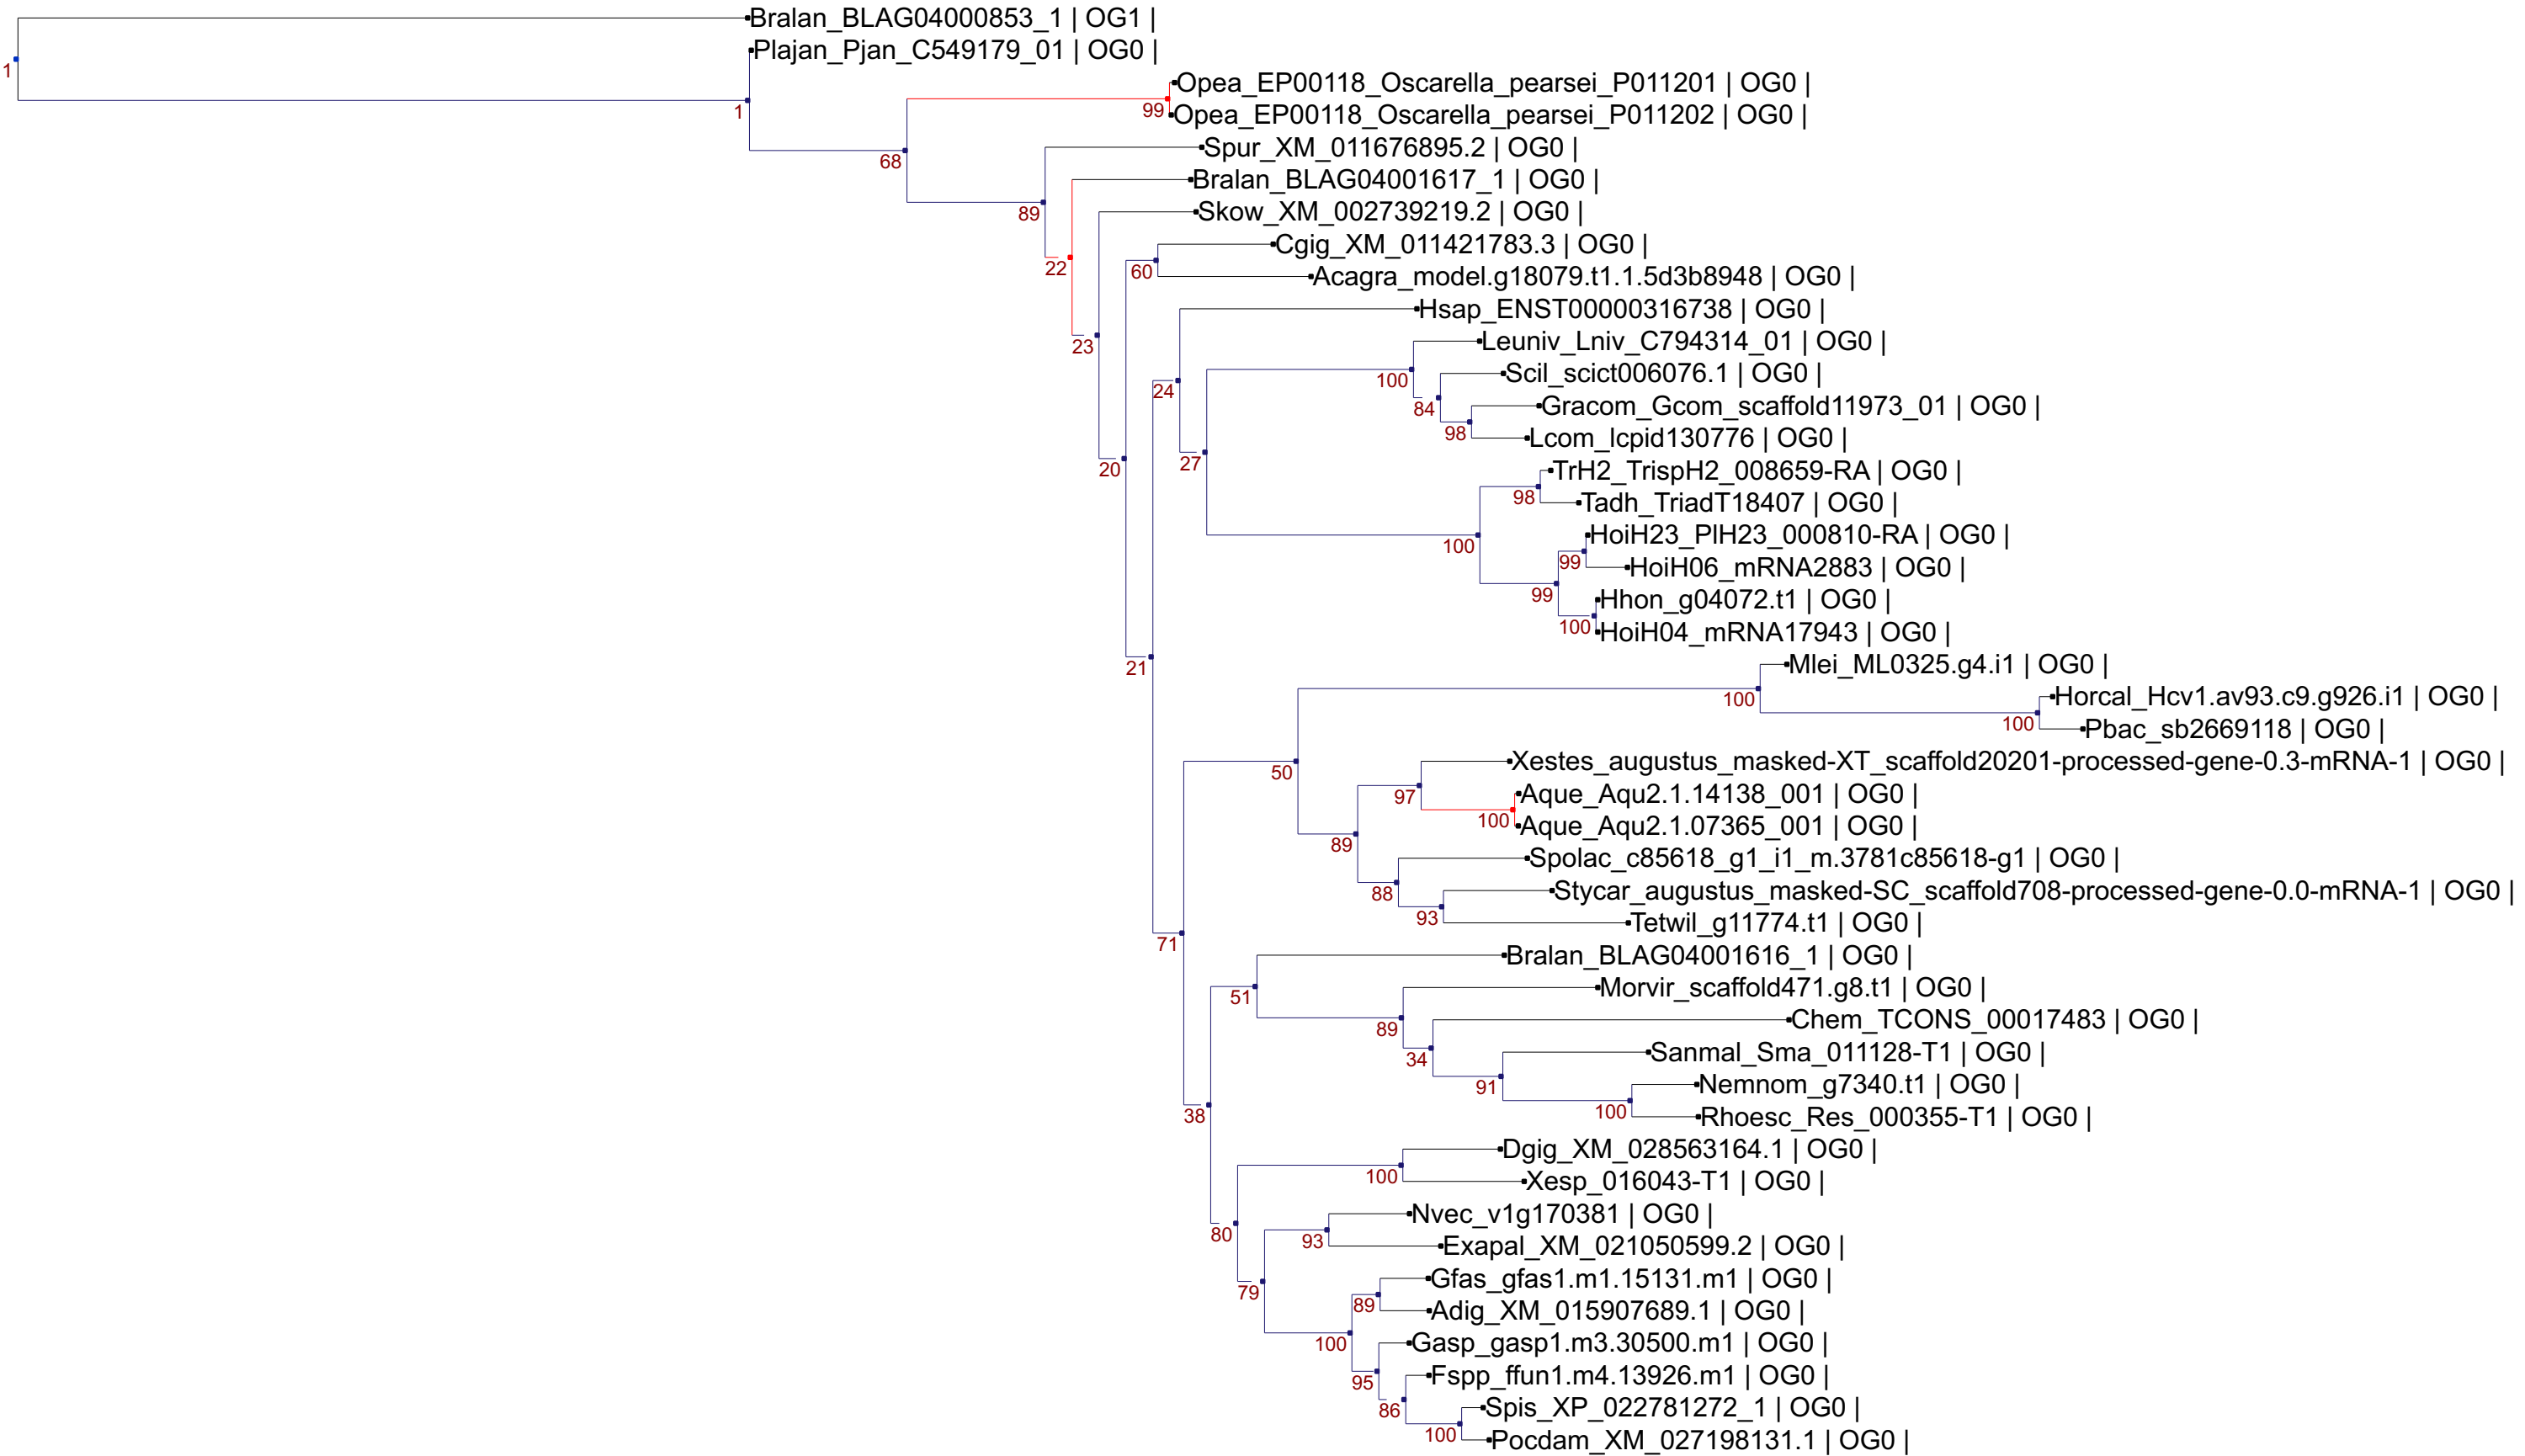 Bralan_BLAG04000853_1 | OG1 |
Plajan_Pjan_C549179_01 | OG0 |
1
Opea_EP00118_Oscarella_pearsei_P011201 | OG0 |
1
99
Opea_EP00118_Oscarella_pearsei_P011202 | OG0 |
Spur_XM_011676895.2 | OG0 |
68
Bralan_BLAG04001617_1 | OG0 |
89
Skow_XM_002739219.2 | OG0 |
Cgig_XM_011421783.3 | OG0 |
22
60
Acagra_model.g18079.t1.1.5d3b8948 | OG0 |
Hsap_ENST00000316738 | OG0 |
23
Leuniv_Lniv_C794314_01 | OG0 |
100
Scil_scict006076.1 | OG0 |
24
84
Gracom_Gcom_scaffold11973_01 | OG0 |
98
Lcom_lcpid130776 | OG0 |
20
27
TrH2_TrispH2_008659-RA | OG0 |
98
Tadh_TriadT18407 | OG0 |
HoiH23_PlH23_000810-RA | OG0 |
100
99
HoiH06_mRNA2883 | OG0 |
99
Hhon_g04072.t1 | OG0 |
100
HoiH04_mRNA17943 | OG0 |
21
Mlei_ML0325.g4.i1 | OG0 |
100
Horcal_Hcv1.av93.c9.g926.i1 | OG0 |
100
Pbac_sb2669118 | OG0 |
50
Xestes_augustus_masked-XT_scaffold20201-processed-gene-0.3-mRNA-1 | OG0 |
97
Aque_Aqu2.1.14138_001 | OG0 |
100
Aque_Aqu2.1.07365_001 | OG0 |
89
Spolac_c85618_g1_i1_m.3781c85618-g1 | OG0 |
88
Stycar_augustus_masked-SC_scaffold708-processed-gene-0.0-mRNA-1 | OG0 |
93
Tetwil_g11774.t1 | OG0 |
71
Bralan_BLAG04001616_1 | OG0 |
51
Morvir_scaffold471.g8.t1 | OG0 |
89
Chem_TCONS_00017483 | OG0 |
34
Sanmal_Sma_011128-T1 | OG0 |
91
Nemnom_g7340.t1 | OG0 |
100
Rhoesc_Res_000355-T1 | OG0 |
38
Dgig_XM_028563164.1 | OG0 |
100
Xesp_016043-T1 | OG0 |
Nvec_v1g170381 | OG0 |
80
93
Exapal_XM_021050599.2 | OG0 |
Gfas_gfas1.m1.15131.m1 | OG0 |
79
89
Adig_XM_015907689.1 | OG0 |
100
Gasp_gasp1.m3.30500.m1 | OG0 |
95
Fspp_ffun1.m4.13926.m1 | OG0 |
86
Spis_XP_022781272_1 | OG0 |
100
Pocdam_XM_027198131.1 | OG0 |